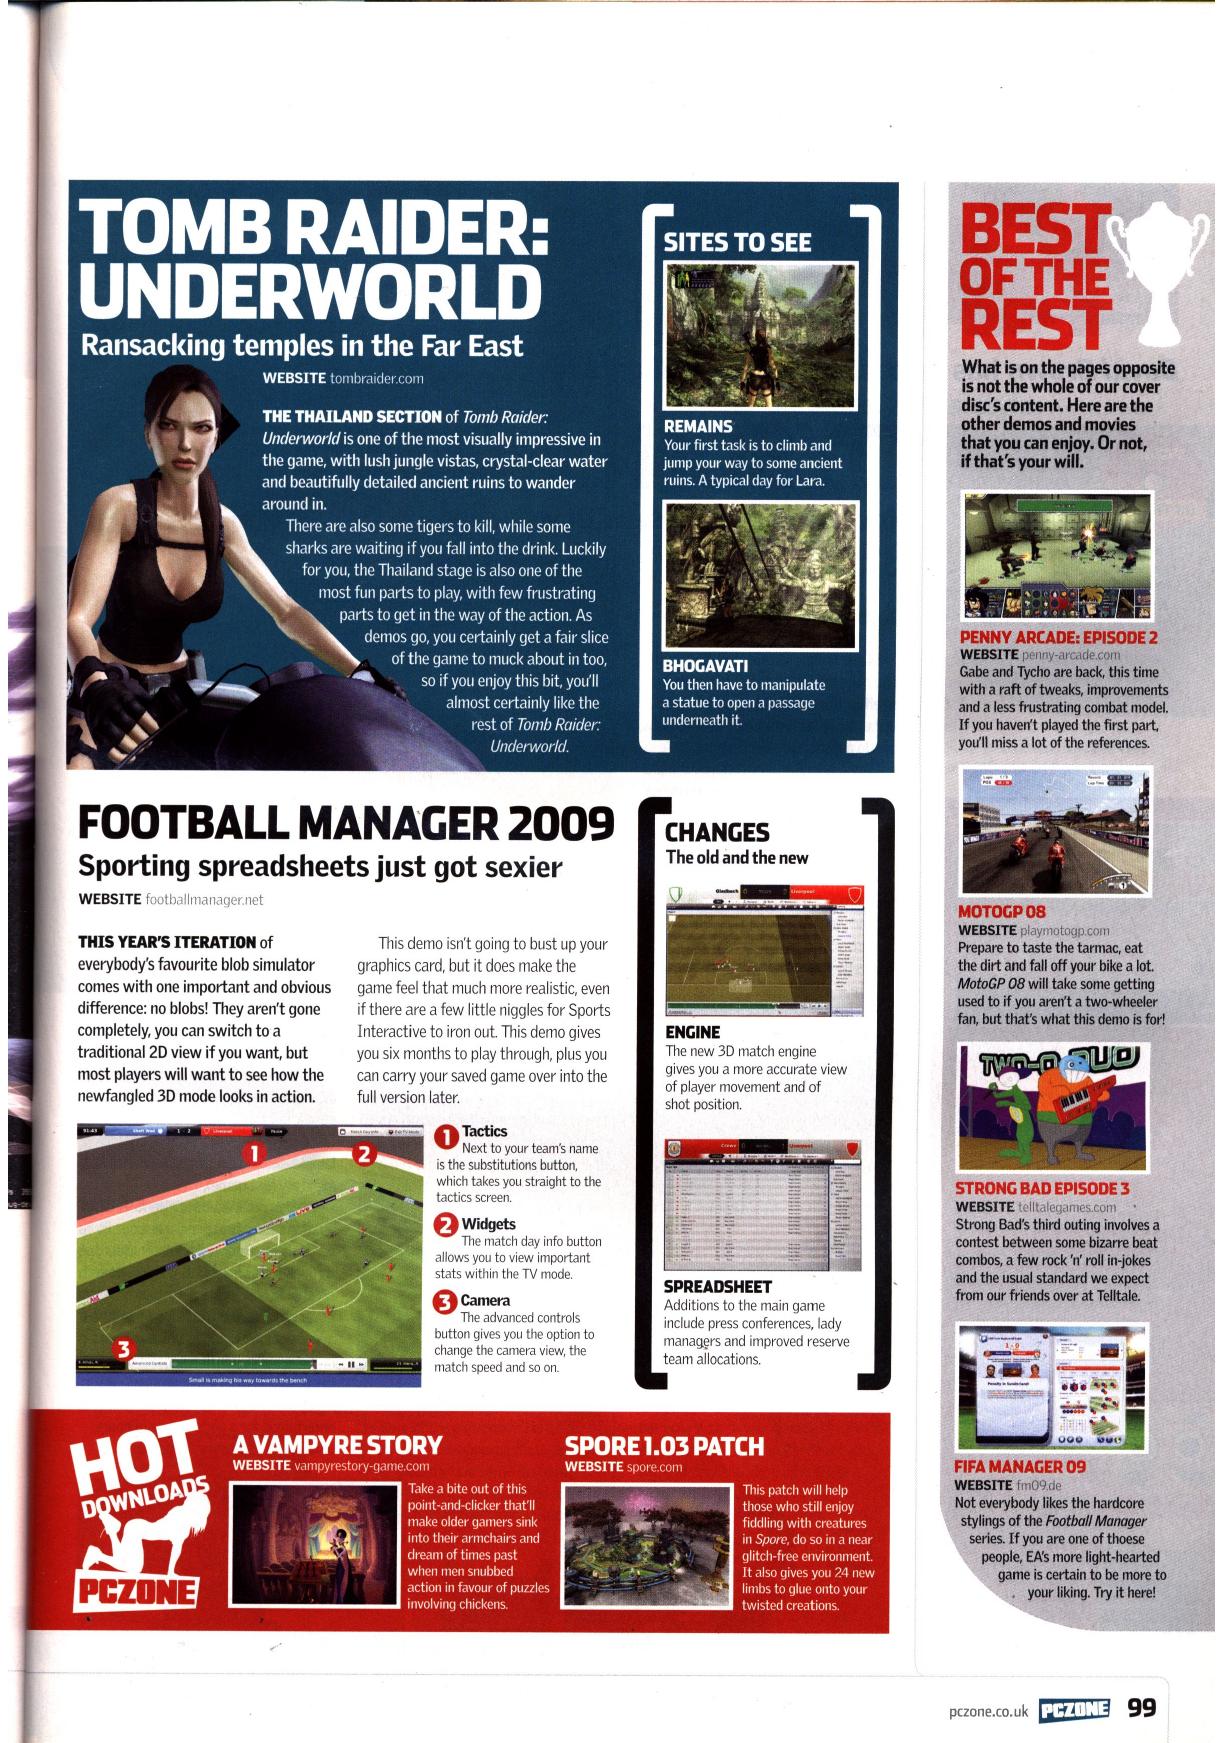 TOMB RAIDER:
UNDERWORLD
Ransacking temples in the Far East
WEBSITE tombraider.com
THE THAILAND SECTION of Tomb Raider:
Underworld is one of the most visually impressive in
the game, with lush jungle vistas, crystal-clear water
and beautifully detailed ancient ruins to wander
around in.
There are also some tigers to kill, while some
sharks are waiting if you fall into the drink. Luckily
for you, the Thailand stage is also one of the
most fun parts to play, with few frustrating
parts to get in the way of the action. As
demos go, you certainly get a fair slice
of the game to muck about in too,
so if you enjoy this bit, you'll
almost certainly like the
rest of Tomb Raider:
Underworld.
SITES TO SEE
REMAINS
Your first task is to climb and
jump your way to some ancient
ruins. A typical day for Lara.
BHOGAVATI
You then have to manipulate
a statue to open a passage
underneath it.
FOOTBALL MANAGER 2009
Sporting spreadsheets just got sexier
WEBSITE footballmanager.net
THIS YEAR'S ITERATION of
everybody's favourite blob simulator
comes with one important and obvious
difference: no blobs! They aren't gone
completely, you can switch to a
traditional 2D view if you want, but
most players will want to see how the
newfangled 3D mode looks in action.
This demo isn't going to bust up your
graphics card, but it does make the
game feel that much more realistic, even
if there are a few little niggles for Sports
Interactive to iron out. This demo gives
you six months to play through, plus you
can carry your saved game over into the
full version later.
1
2
3
Advanced Controls
Small is making his way towards the bench
1 Tactics
Next to your team's name
is the substitutions button,
which takes you straight to the
tactics screen.
2 Widgets
The match day info button
allows you to view important
stats within the TV mode.
3 Camera
The advanced controls
button gives you the option to
change the camera view, the
match speed and so on.
CHANGES
The old and the new
Gladbach
Liverpool
ENGINE
The new 3D match engine
gives you a more accurate view
of player movement and of
shot position.
Crewe
Liverpool
SPREADSHEET
Additions to the main game
include press conferences, lady
managers and improved reserve
team allocations.
HOT
DOWNLOADS
PCZONE
A VAMPYRE STORY
WEBSITE vampyrestory-game.com
Take a bite out of this
point-and-clicker that'll
make older gamers sink
into their armchairs and
dream of times past
when men snubbed
action in favour of puzzles
involving chickens.
SPORE 1.03 PATCH
WEBSITE spore.com
This patch will help
those who still enjoy
fiddling with creatures
in Spore, do so in a near
glitch-free environment.
It also gives you 24 new
limbs to glue onto your
twisted creations.
BEST
OF THE
REST
What is on the pages opposite
is not the whole of our cover
disc's content. Here are the
other demos and movies
that you can enjoy. Or not,
if that's your will.
PENNY ARCADE: EPISODE 2
WEBSITE penny-arcade.com
Gabe and Tycho are back, this time
with a raft of tweaks, improvements
and a less frustrating combat model.
If you haven't played the first part,
you'll miss a lot of the references.
MOTOGP 08
WEBSITE playmotogp.com
Prepare to taste the tarmac, eat
the dirt and fall off your bike a lot.
MotoGP 08 will take some getting
used to if you aren't a two-wheeler
fan, but that's what this demo is for!
TWO-O-DUO
STRONG BAD EPISODE 3
WEBSITE telltalegames.com
Strong Bad's third outing involves a
contest between some bizarre beat
combos, a few rock 'n' roll in-jokes
and the usual standard we expect
from our friends over at Telltale.
FIFA MANAGER 09
WEBSITE fm09.de
Not everybody likes the hardcore
stylings of the Football Manager
series. If you are one of thoese
people, EA's more light-hearted
game is certain to be more to
your liking. Try it here!
pczone.co.uk PCZONE 99